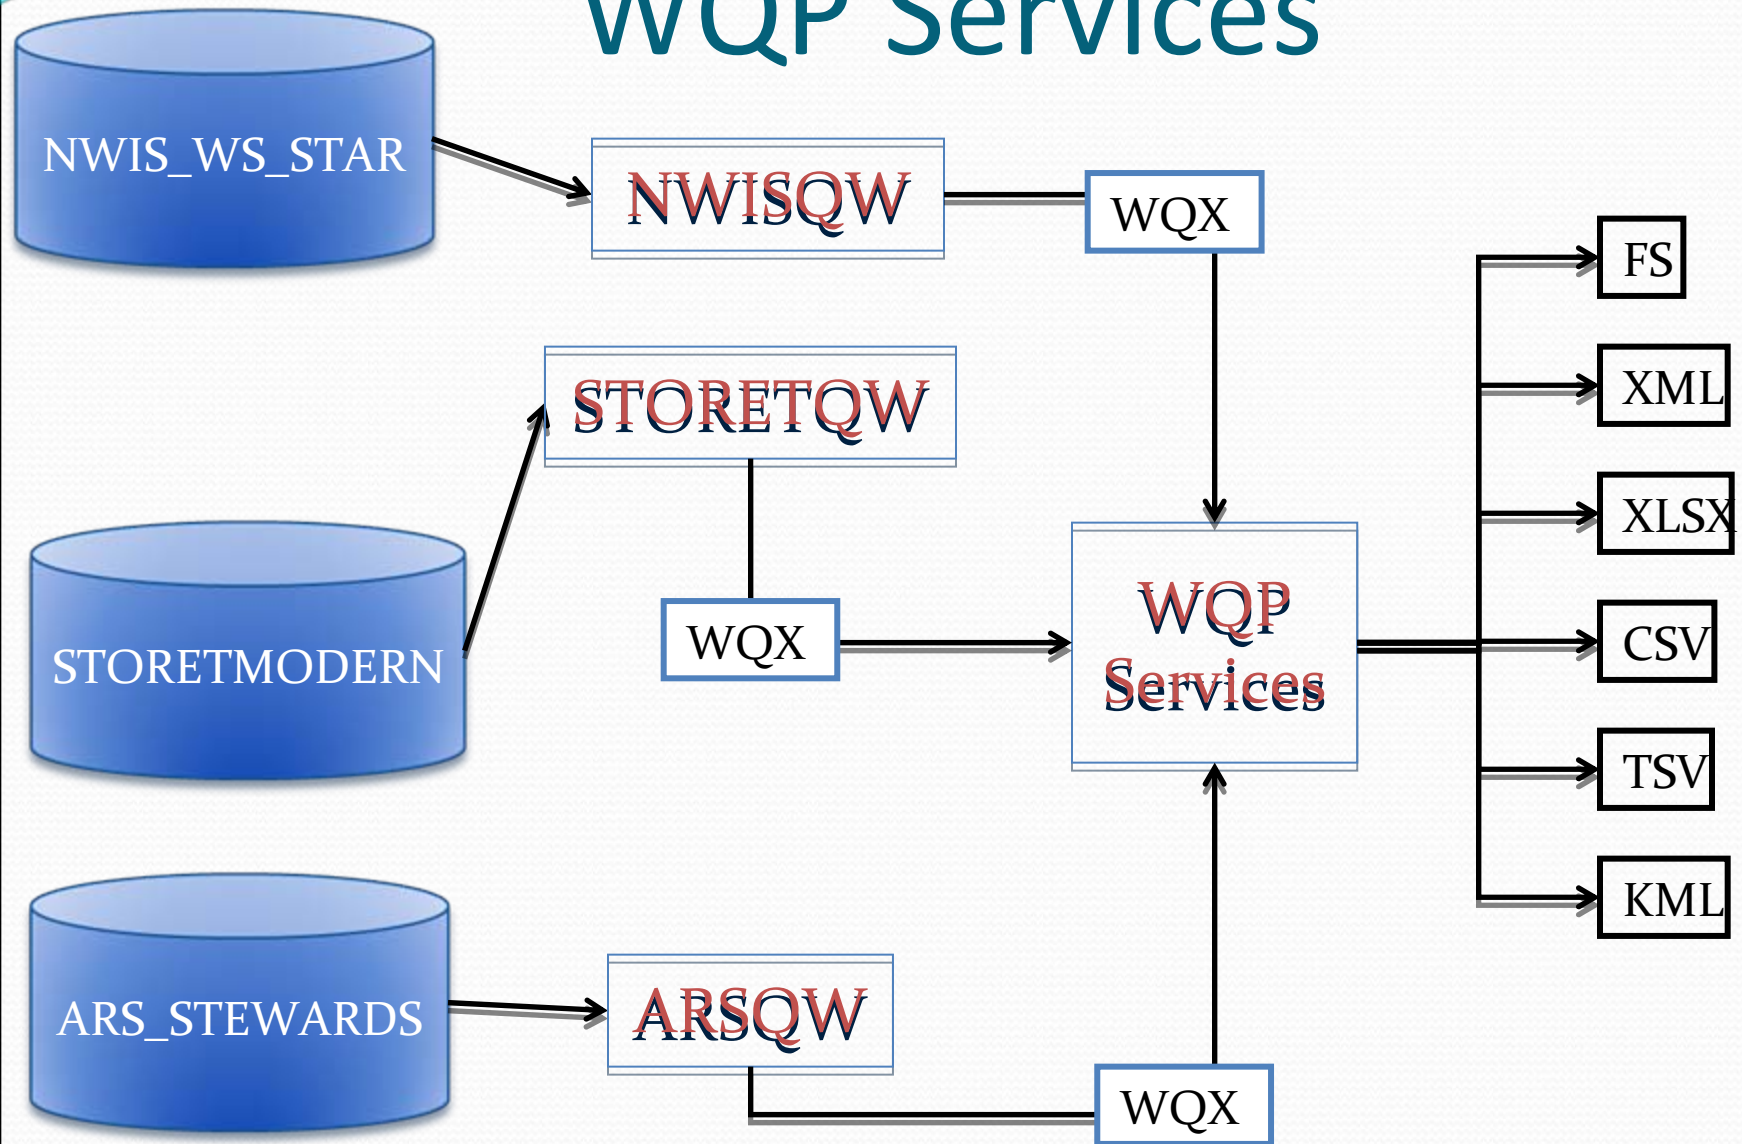 WQP Services
NWIS_WS_STAR
NWISQW
WQX
FS
XML
STORETQW
XLSX
WQP
Services
STORETMODERN
WQX
CSV
TSV
KML
ARS_STEWARDS
ARSQW
WQX